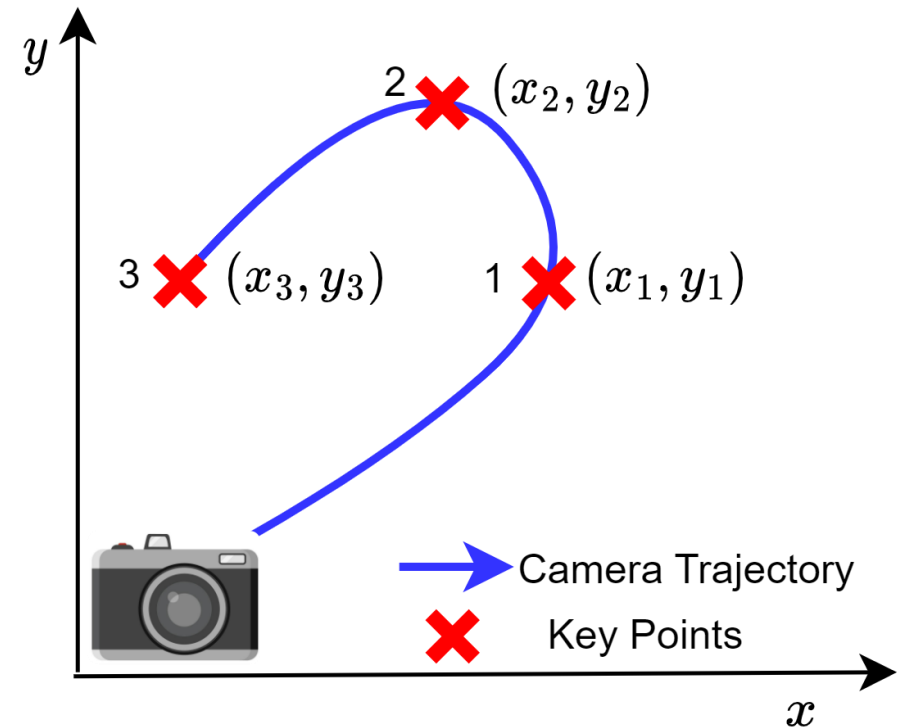 y
2 (x₂, y₂)
3 (x₃, y₃) 1 (x₁, y₁)
Camera Trajectory
Key Points
x